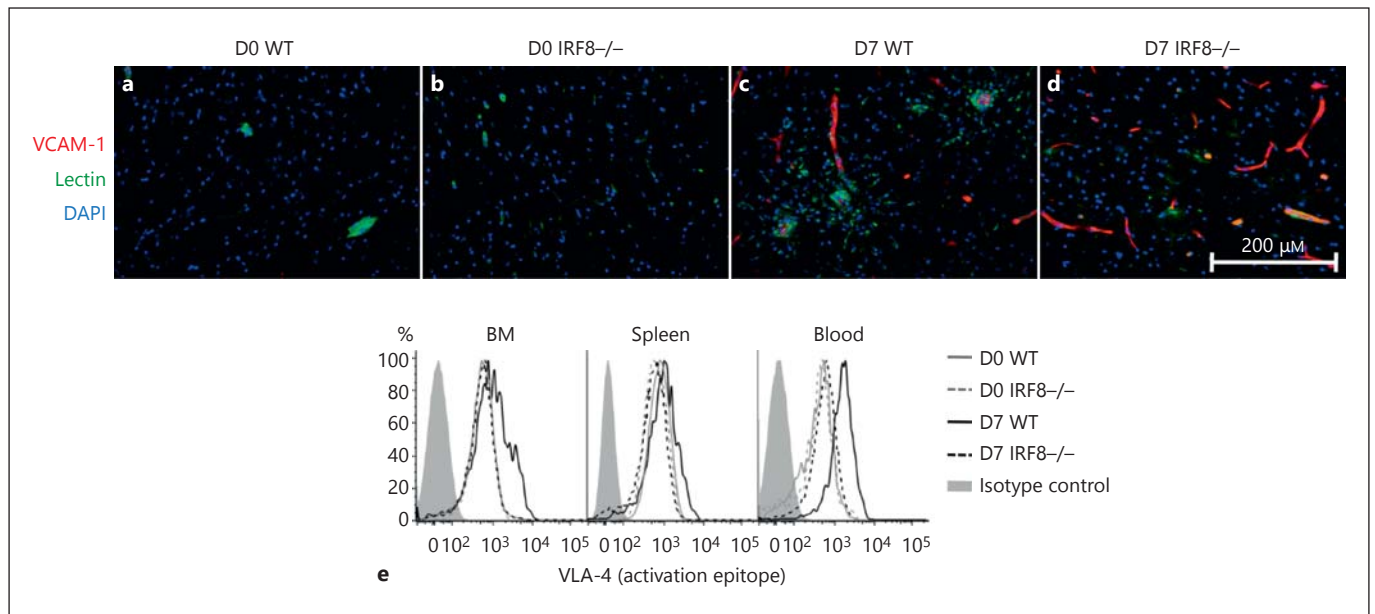 D0 WT D0 IRF8–/– D7 WT D7 IRF8–/–
a b c d
VCAM-1
Lectin
DAPI
200 µM
% BM Spleen Blood
100
80
60
40
20
0
0 10² 10³ 10⁴ 10⁵ 0 10² 10³ 10⁴ 10⁵ 0 10² 10³ 10⁴ 10⁵
D0 WT
D0 IRF8–/–
D7 WT
D7 IRF8–/–
Isotype control
e VLA-4 (activation epitope)